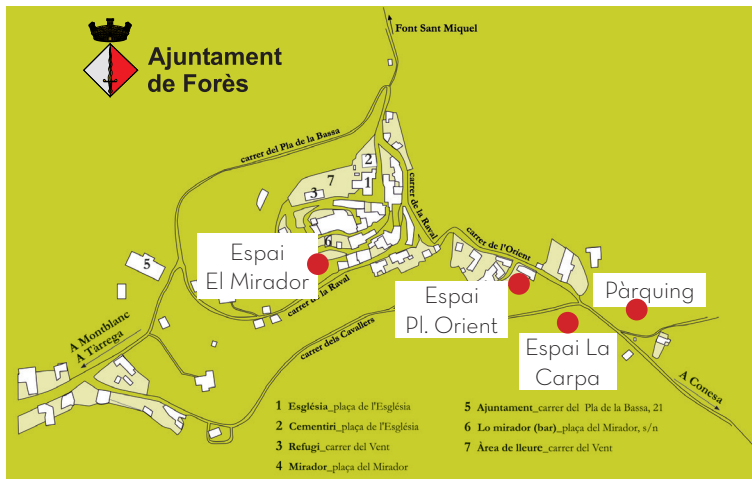 Ajuntament
de Forès
Font Sant Miquel
carrer del Pla de la Bassa
2
7
1
3
carrer de la Raval
6
carrer de l'Orient
5
Espai
El Mirador
carrer de la Raval
Espai
Pl. Orient
Pàrquing
Espai La
Carpa
A Montblanc
A Tàrrega
carrer dels Cavallers
A Conesa
1 Església_plaça de l'Església
2 Cementiri_plaça de l'Església
3 Refugi_carrer del Vent
4 Mirador_plaça del Mirador
5 Ajuntament_carrer del Pla de la Bassa, 21
6 Lo mirador (bar)_plaça del Mirador, s/n
7 Àrea de lleure_carrer del Vent